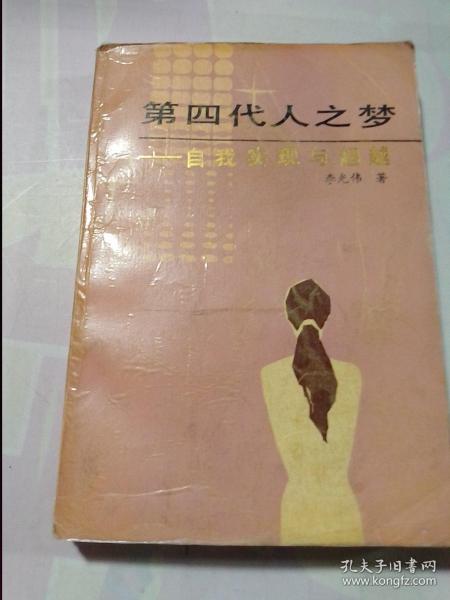 第四代人之梦
——自我实现与超越
李光伟 著
孔夫子旧书网
www.kongfz.com